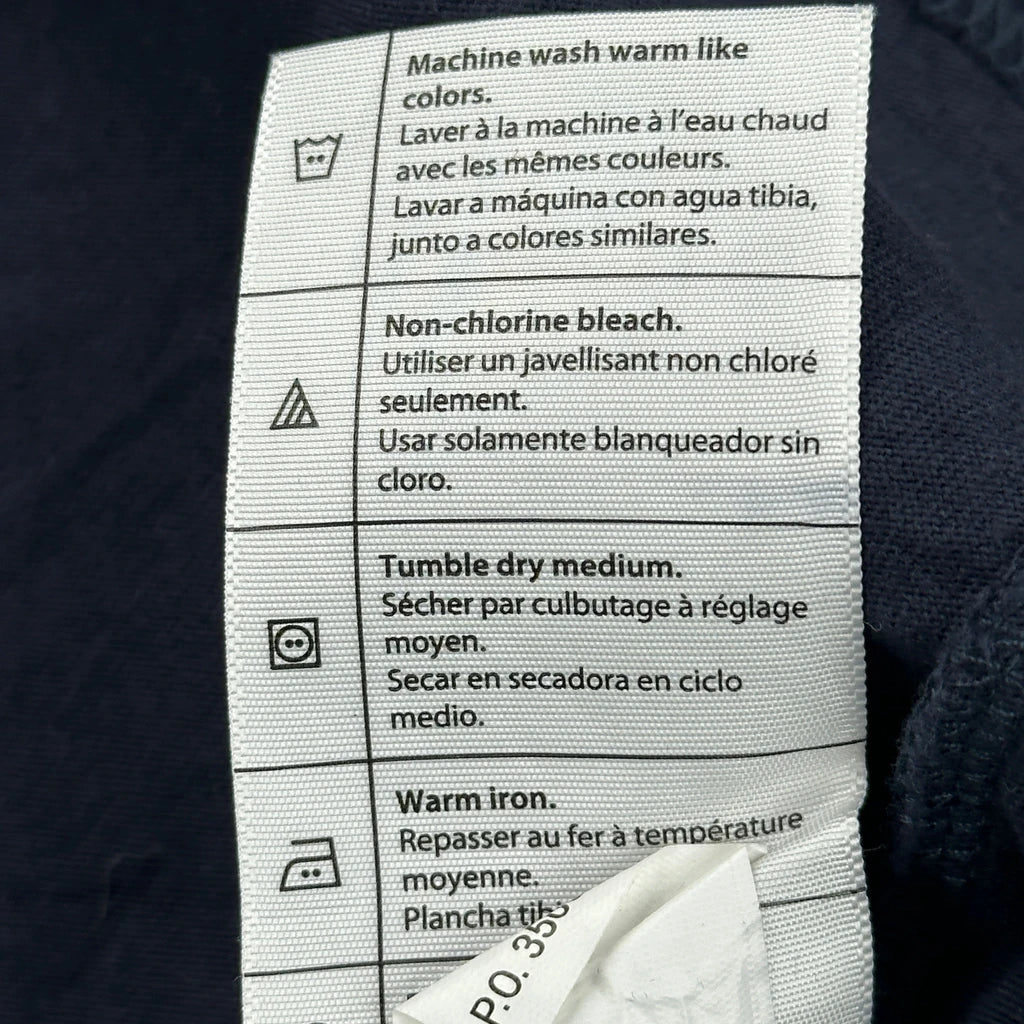 Machine wash warm like
colors.
Laver à la machine à l'eau chaud
avec les mêmes couleurs.
Lavar a máquina con agua tibia,
junto a colores similares.
Non-chlorine bleach.
Utiliser un javellisant non chloré
seulement.
Usar solamente blanqueador sin
cloro.
Tumble dry medium.
Sécher par culbutage à réglage
moyen.
Secar en secadora en ciclo
medio.
Warm iron.
Repasser au fer à température
moyenne.
Plancha
P.O.